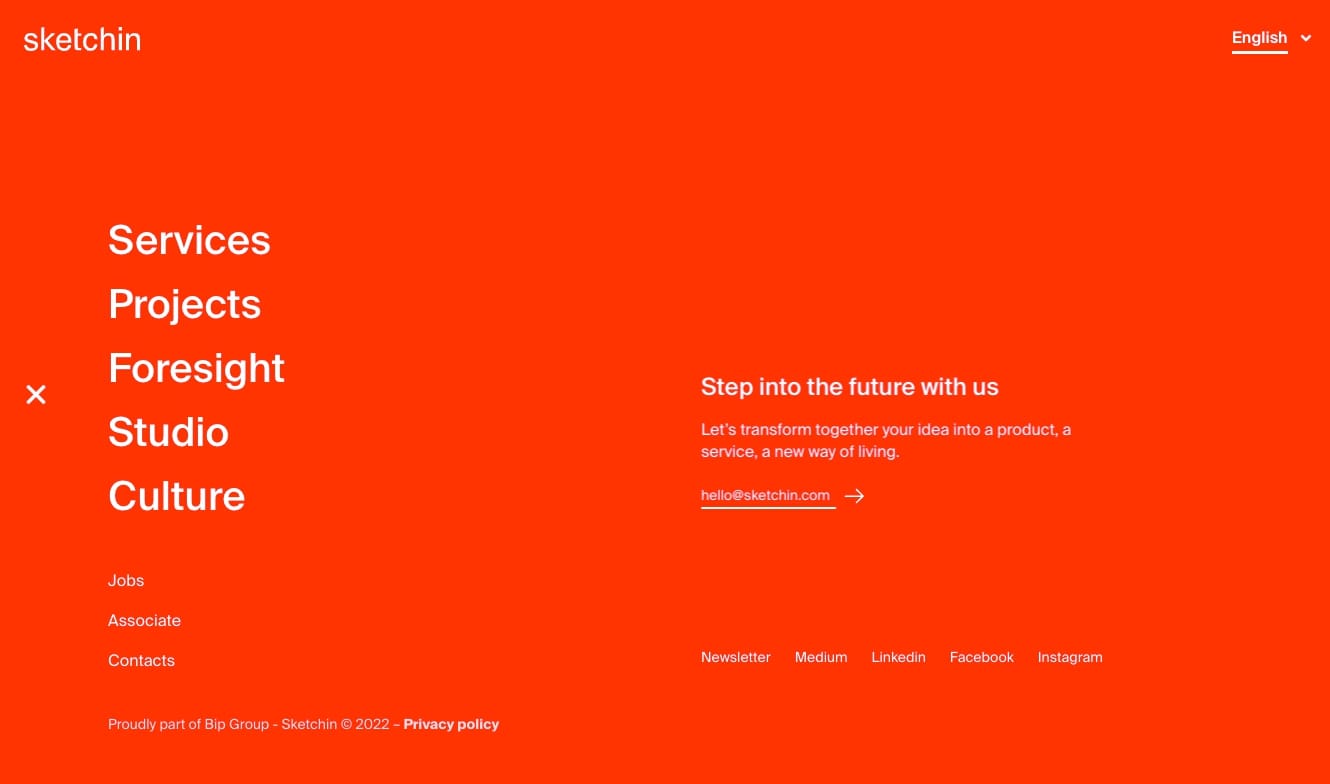 sketchin
English
Services
Projects
Foresight
Studio
Culture
Step into the future with us
Let's transform together your idea into a product, a
service, a new way of living.
hello@sketchin.com
Jobs
Associate
Contacts
Newsletter Medium Linkedin Facebook Instagram
Proudly part of Bip Group - Sketchin © 2022 – Privacy policy